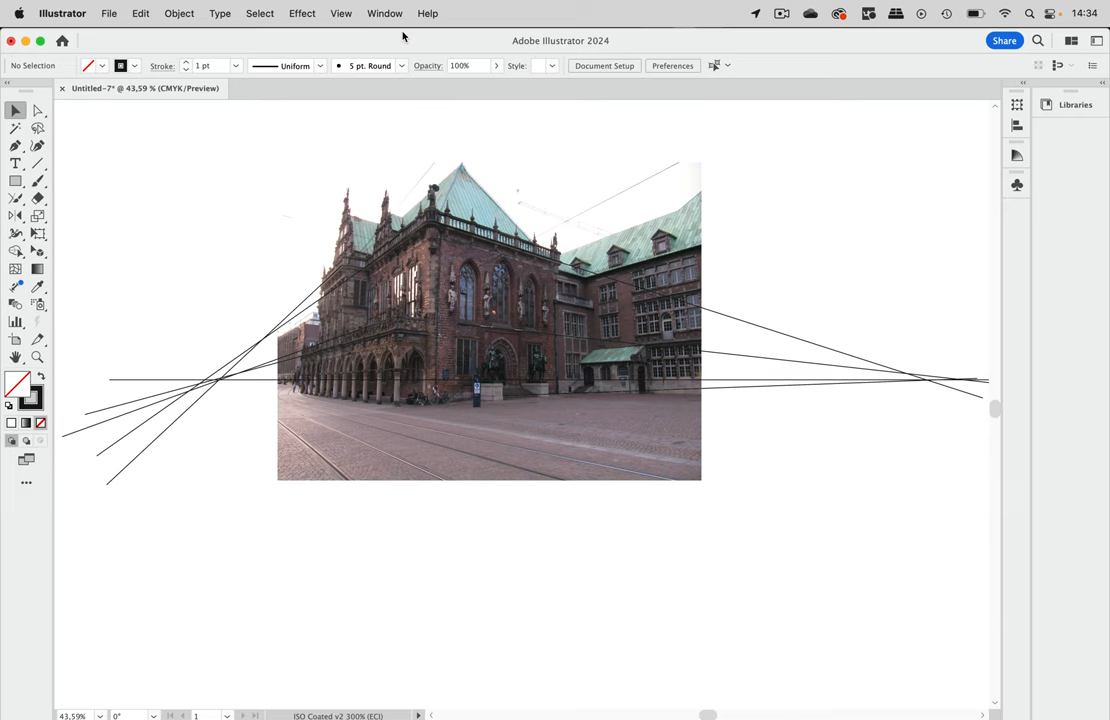 Illustrator File Edit Object Type Select Effect View Window Help 14:34
Adobe Illustrator 2024 Share
No Selection Stroke: 1 pt Uniform 5 pt. Round Opacity: 100% Style: Document Setup Preferences
Untitled-7* @ 43,59 % (CMYK/Preview)
Libraries
43,59% 0° 1 ISO Coated v2 300% (ECI)